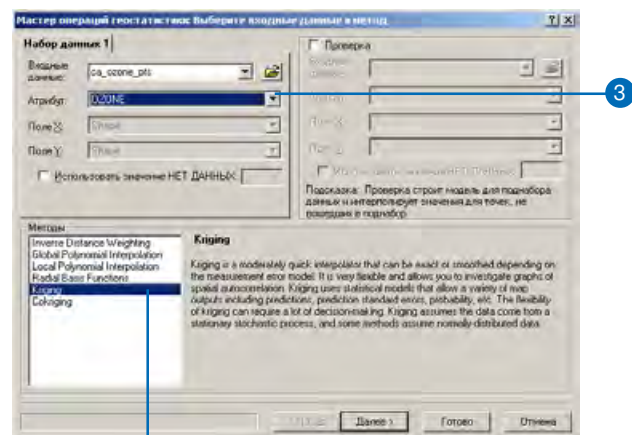 Мастер операций геостатистики: Выберите входные данные и метод
Набор данных 1
Проверка
Входные данные:
ca_ozone_pts
Атрибут:
OZONE
3
Поле X:
Shape
Поле Y:
Shape
Использовать значение НЕТ ДАННЫХ:
Подсказка: Проверка строит модель для поднабора
данных и интерполирует значения для точек, не
вошедших в поднабор.
Методы
Inverse Distance Weighting
Global Polynomial Interpolation
Local Polynomial Interpolation
Radial Basis Functions
Kriging
Cokriging
Kriging
Kriging is a moderately quick interpolator that can be exact or smoothed depending on
the measurement error model. It is very flexible and allows you to investigate graphs of
spatial autocorrelation. Kriging uses statistical models that allow a variety of map
outputs including predictions, prediction standard errors, probability, etc. The flexibility
of kriging can require a lot of decision-making. Kriging assumes the data come from a
stationary stochastic process, and some methods assume normally-distributed data.
Далее >
Готово
Отмена